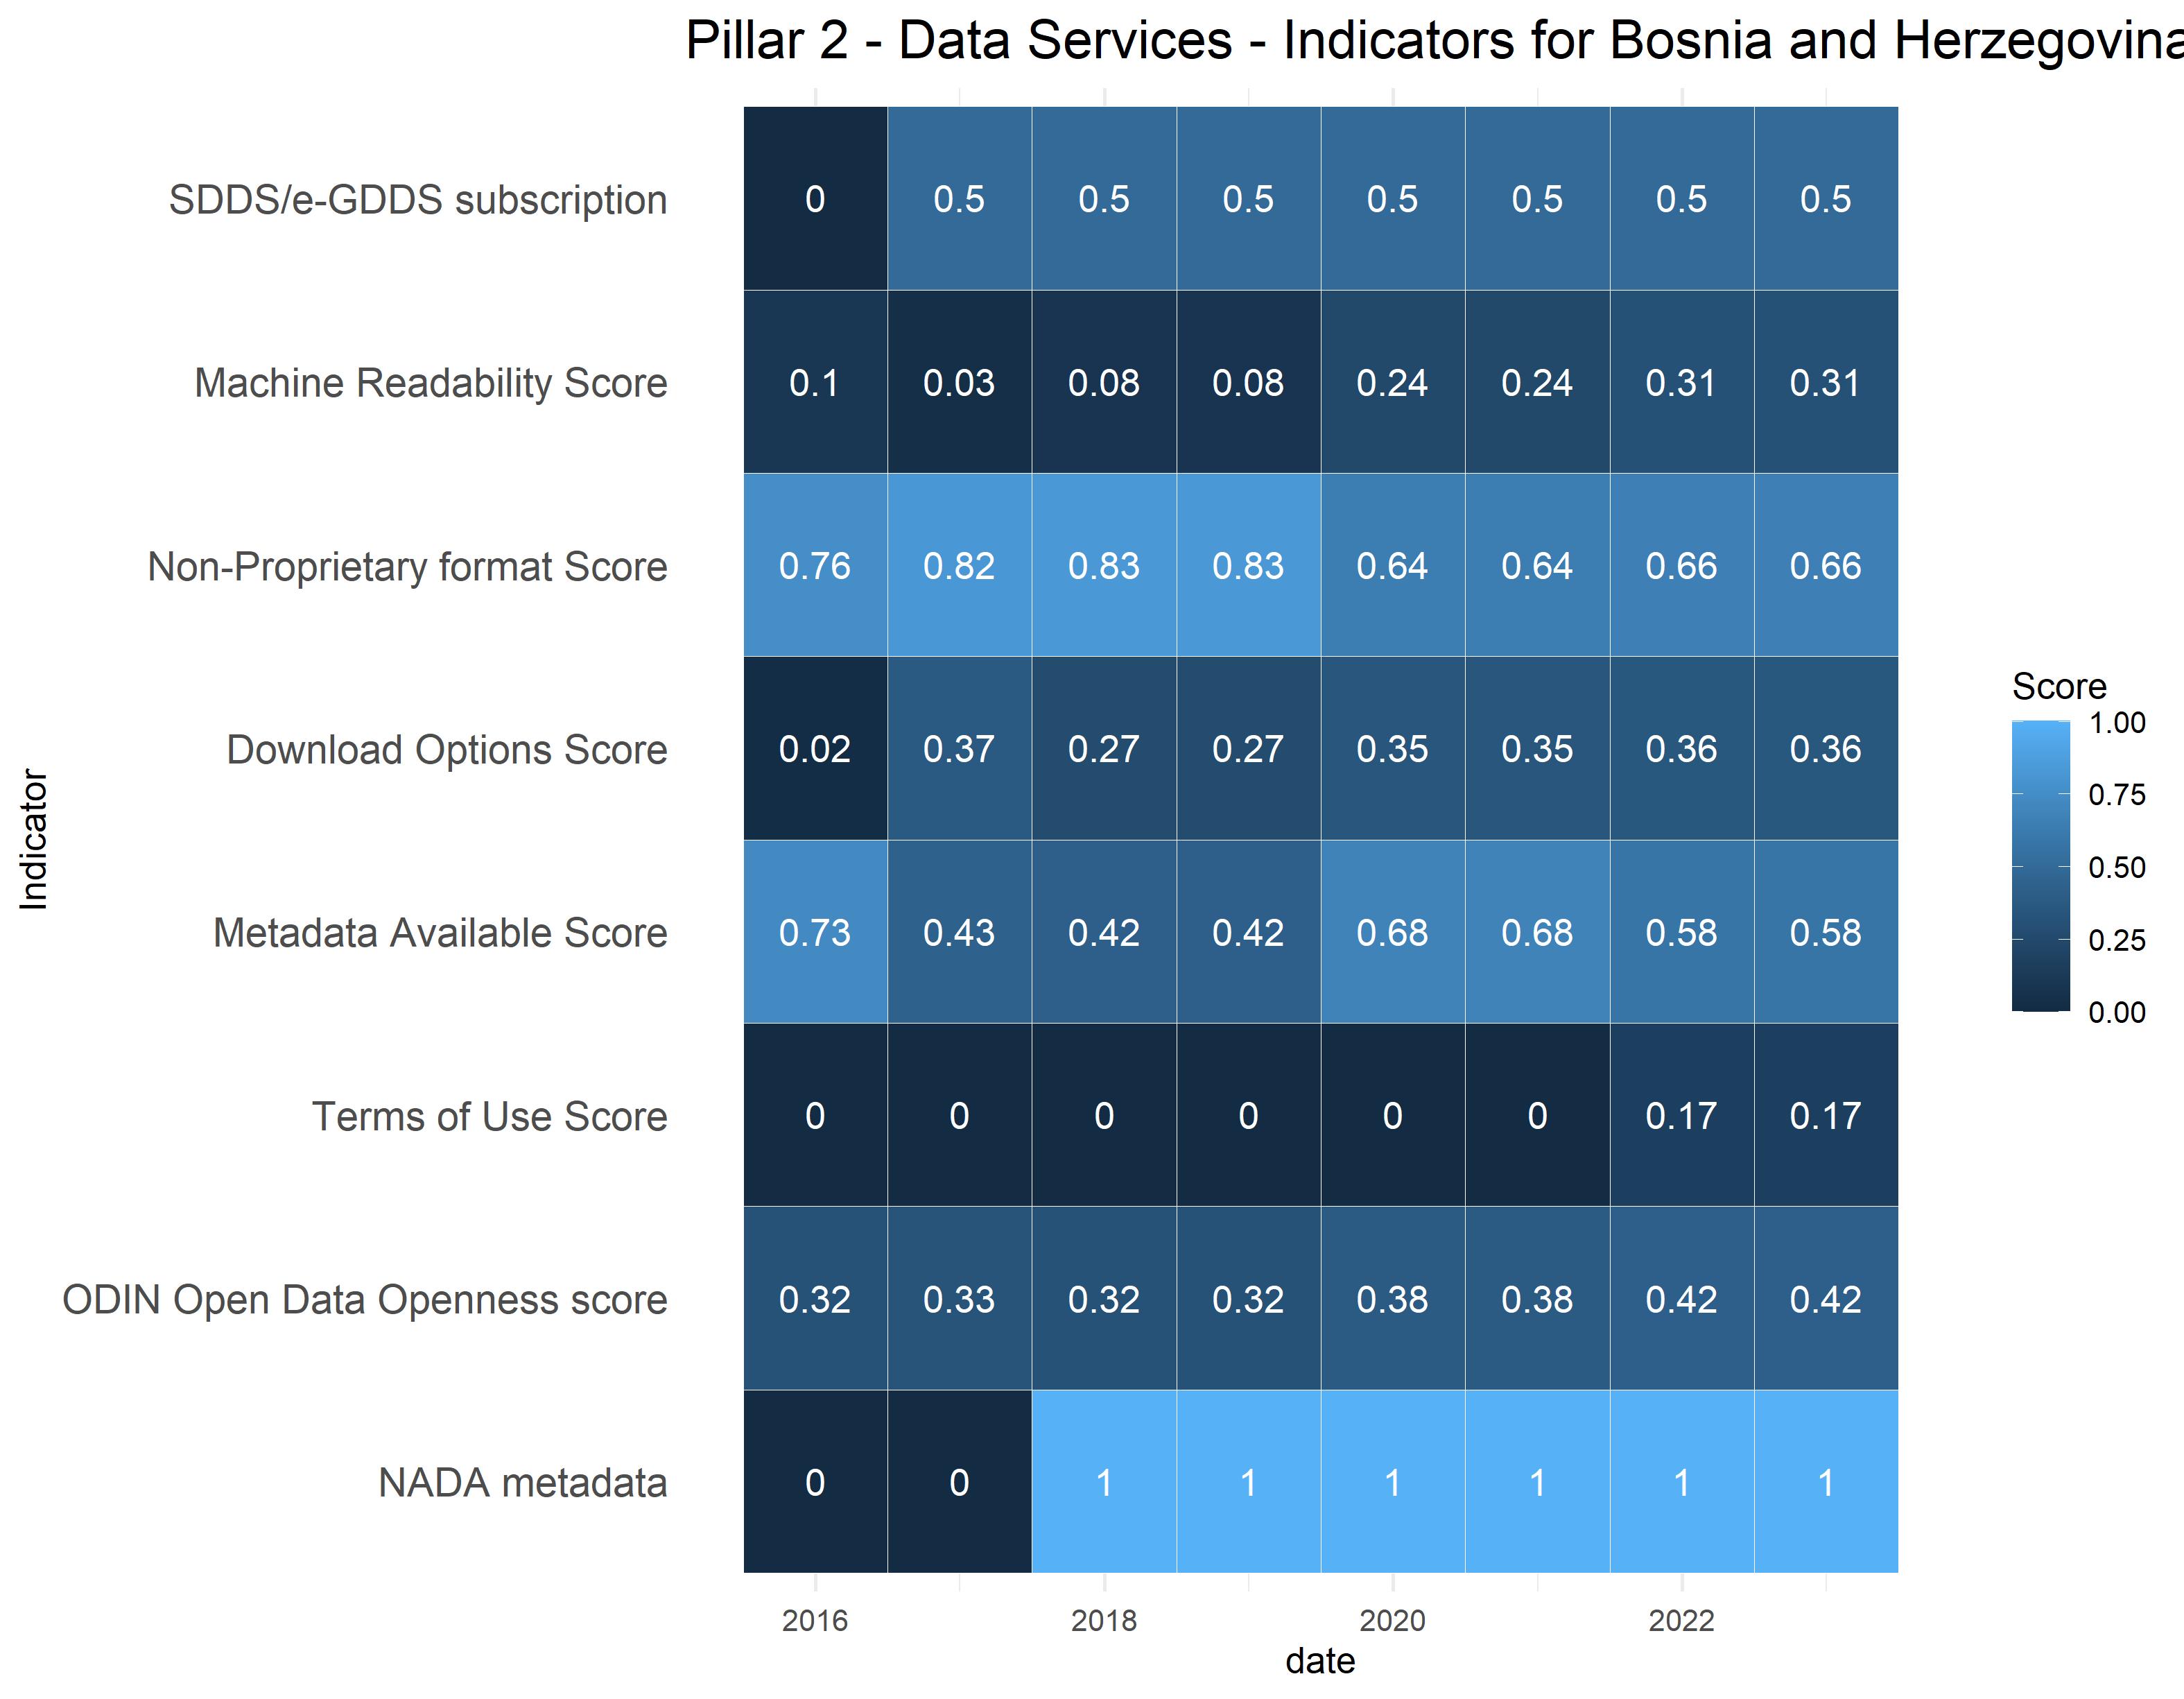 Pillar 2 - Data Services - Indicators for Bosnia and Herzegovina
SDDS/e-GDDS subscription 0 0.5 0.5 0.5 0.5 0.5 0.5 0.5
Machine Readability Score 0.1 0.03 0.08 0.08 0.24 0.24 0.31 0.31
Non-Proprietary format Score 0.76 0.82 0.83 0.83 0.64 0.64 0.66 0.66
Download Options Score 0.02 0.37 0.27 0.27 0.35 0.35 0.36 0.36
Metadata Available Score 0.73 0.43 0.42 0.42 0.68 0.68 0.58 0.58
Terms of Use Score 0 0 0 0 0 0 0.17 0.17
ODIN Open Data Openness score 0.32 0.33 0.32 0.32 0.38 0.38 0.42 0.42
NADA metadata 0 0 1 1 1 1 1 1
2016 2018 2020 2022
date
Indicator
Score
1.00
0.75
0.50
0.25
0.00